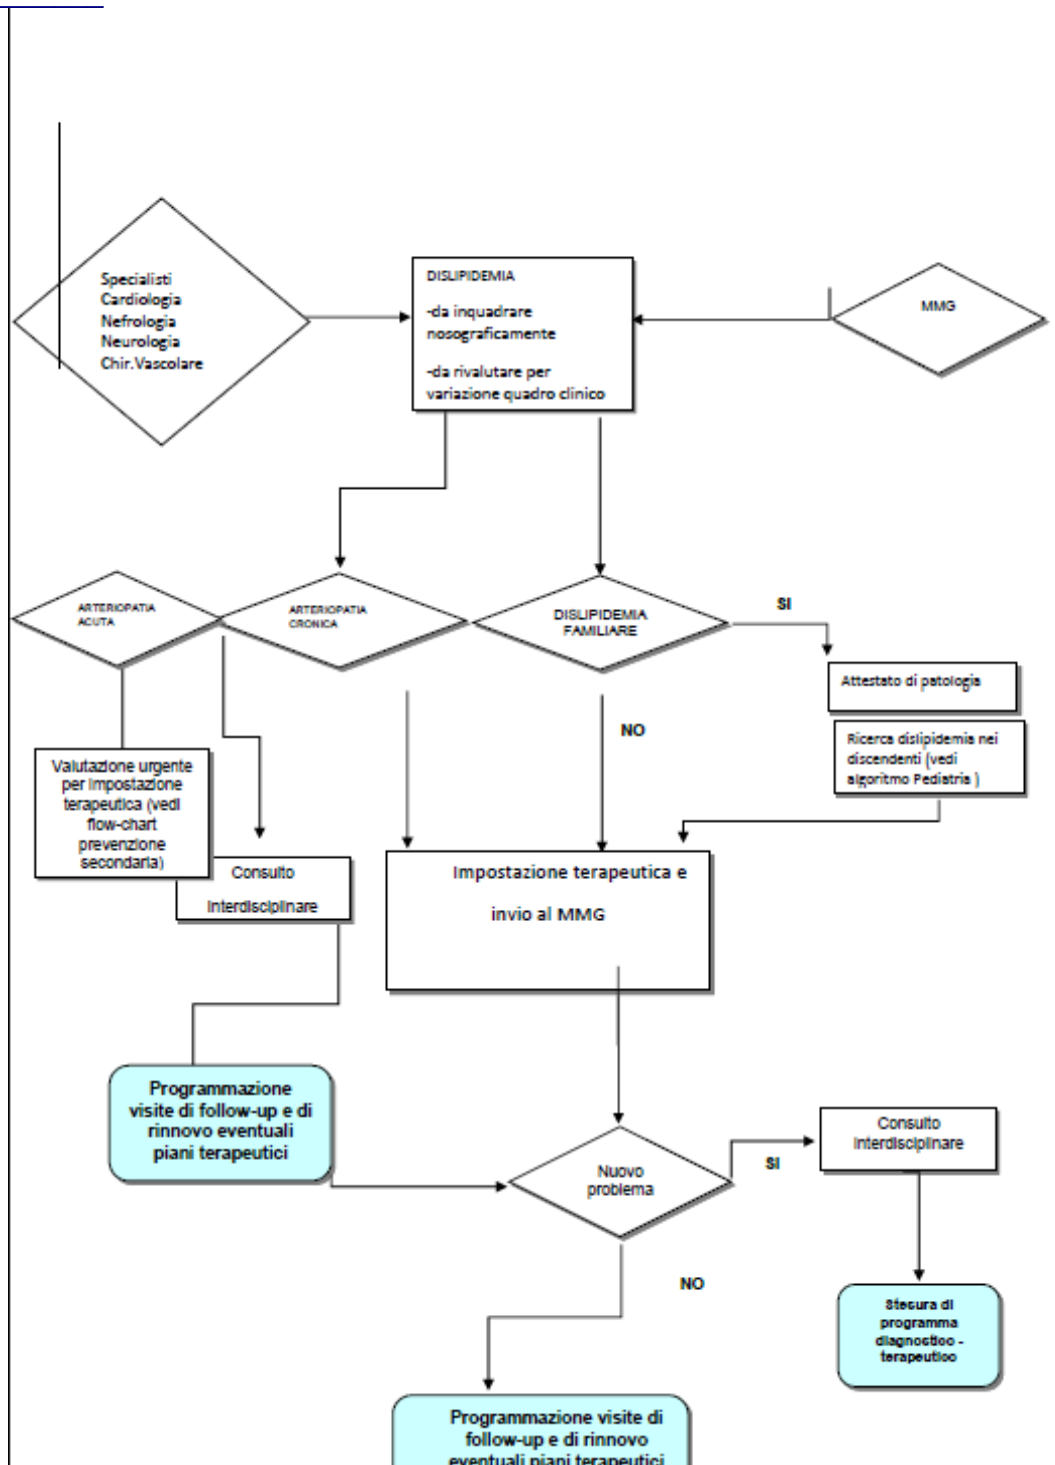 Specialisti
Cardiologia
Nefrologia
Neurologia
Chir.Vascolare
DISLIPIDEMIA
-da inquadrare
nosograficamente
-da rivalutare per
variazione quadro clinico
MMG
ARTERIOPATIA
ACUTA
ARTERIOPATIA
CRONICA
DISLIPIDEMIA
FAMILIARE
SI
Attestato di patologia
NO
Ricerca dislipidemia nei
discendenti (vedi
algoritmo Pediatria )
Valutazione urgente
per impostazione
terapeutica (vedi
flow-chart
prevenzione
secondaria)
Consulto
interdisciplinare
Impostazione terapeutica e
invio al MMG
Programmazione
visite di follow-up e di
rinnovo eventuali
piani terapeutici
Nuovo
problema
SI
Consulto
interdisciplinare
NO
Stesura di
programma
diagnostico -
terapeutico
Programmazione visite di
follow-up e di rinnovo
eventuali piani terapeutici